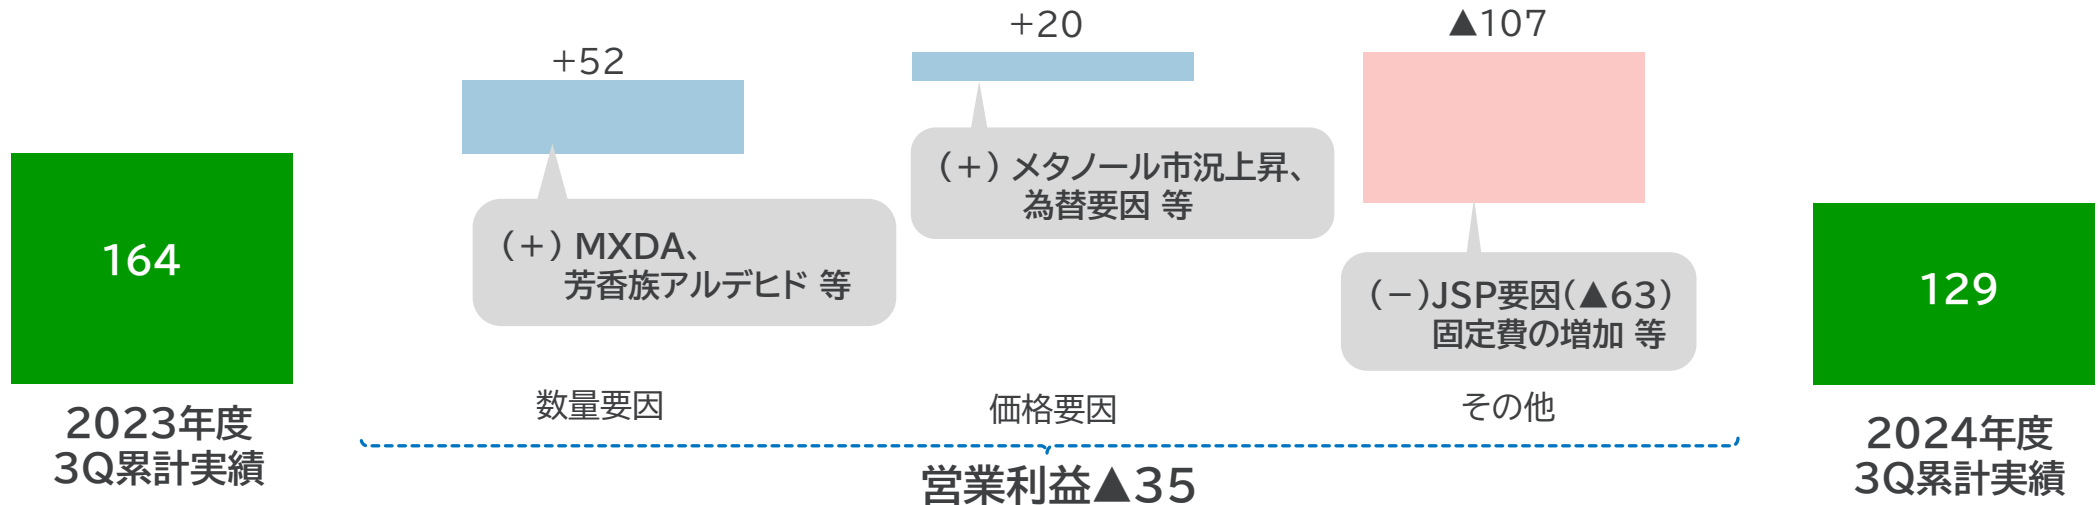 +52
+20
▲107
164
(+) MXDA、
芳香族アルデヒド 等
(+) メタノール市況上昇、
為替要因 等
(-)JSP要因(▲63)
固定費の増加 等
129
2023年度
3Q累計実績
数量要因
価格要因
その他
営業利益▲35
2024年度
3Q累計実績